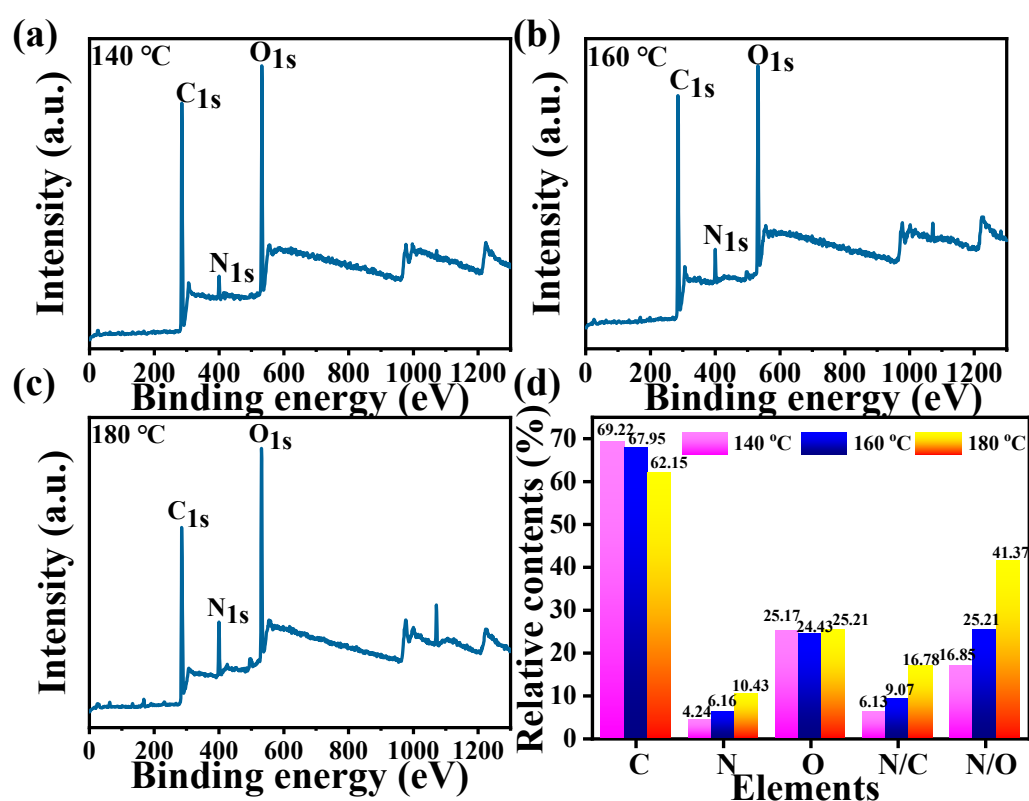 (a)
140 °C
C1s
N1s
O1s
Intensity (a.u.)
0 200 400 600 800 1000 1200
Binding energy (eV)
(b)
160 °C
C1s
N1s
O1s
Intensity (a.u.)
0 200 400 600 800 1000 1200
Binding energy (eV)
(c)
180 °C
C1s
N1s
O1s
Intensity (a.u.)
0 200 400 600 800 1000 1200
Binding energy (eV)
(d)
140 °C 160 °C 180 °C
Relative contents (%)
70
60
50
40
30
20
10
0
69.22 67.95 62.15
4.24 6.16 10.43
25.17 24.43 25.21
6.13 9.07 16.78
16.85 25.21 41.37
C N O N/C N/O
Elements